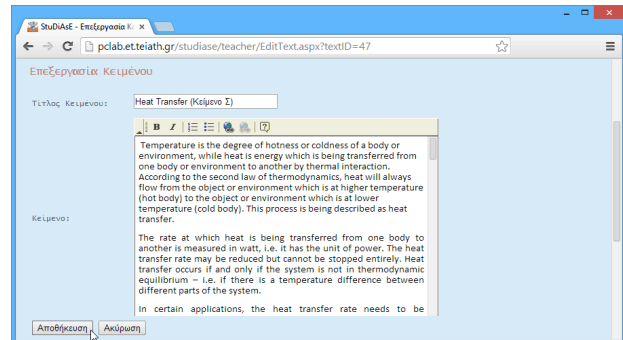 StuDiAsE - Επεξεργασία Κε
pclab.et.teiath.gr/studiase/teacher/EditText.aspx?textID=47
Επεξεργασία Κειμένου
Τίτλος Κειμένου:
Heat Transfer (Κείμενο Σ)
B I
Temperature is the degree of hotness or coldness of a body or
environment, while heat is energy which is being transferred from
one body or environment to another by thermal interaction.
According to the second law of thermodynamics, heat will always
flow from the object or environment which is at higher temperature
(hot body) to the object or environment which is at lower
temperature (cold body). This process is being described as heat
transfer.
Κείμενο:
The rate at which heat is being transferred from one body to
another is measured in watt, i.e. it has the unit of power. The heat
transfer rate may be reduced but cannot be stopped entirely. Heat
transfer occurs if and only if the system is not in thermodynamic
equilibrium – i.e. if there is a temperature difference between
different parts of the system.
In certain applications, the heat transfer rate needs to be
Αποθήκευση Ακύρωση